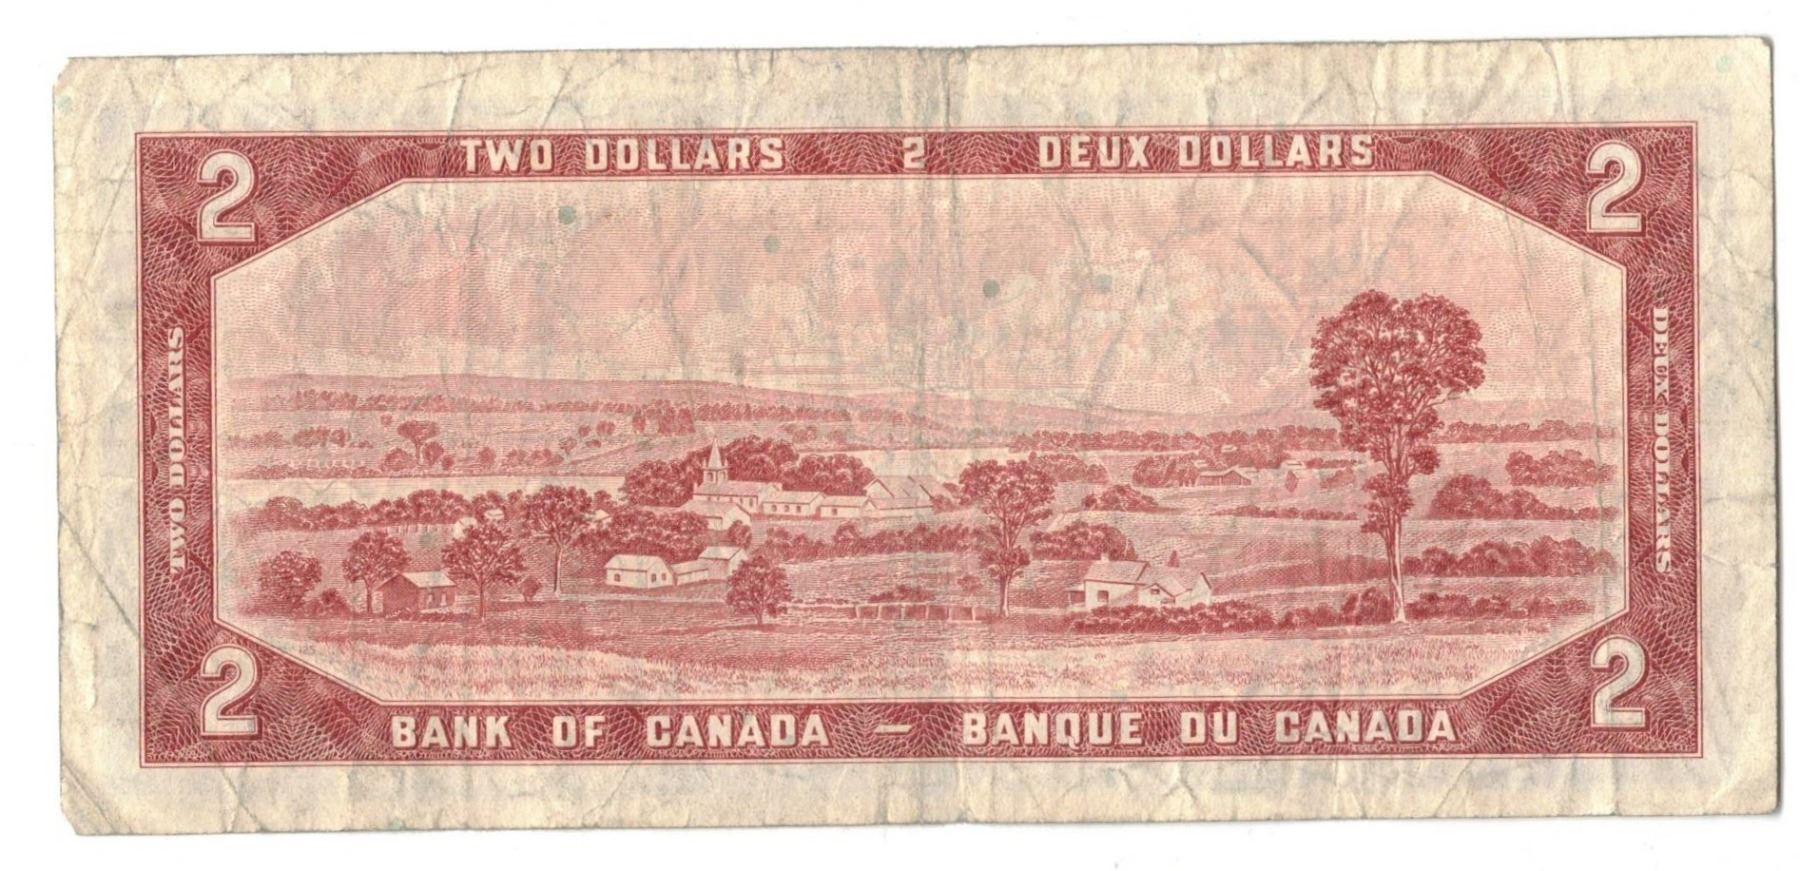 2 TWO DOLLARS 2 DEUX DOLLARS 2
TWO DOLLARS
DEUX DOLLARS
2 BANK OF CANADA — BANQUE DU CANADA 2